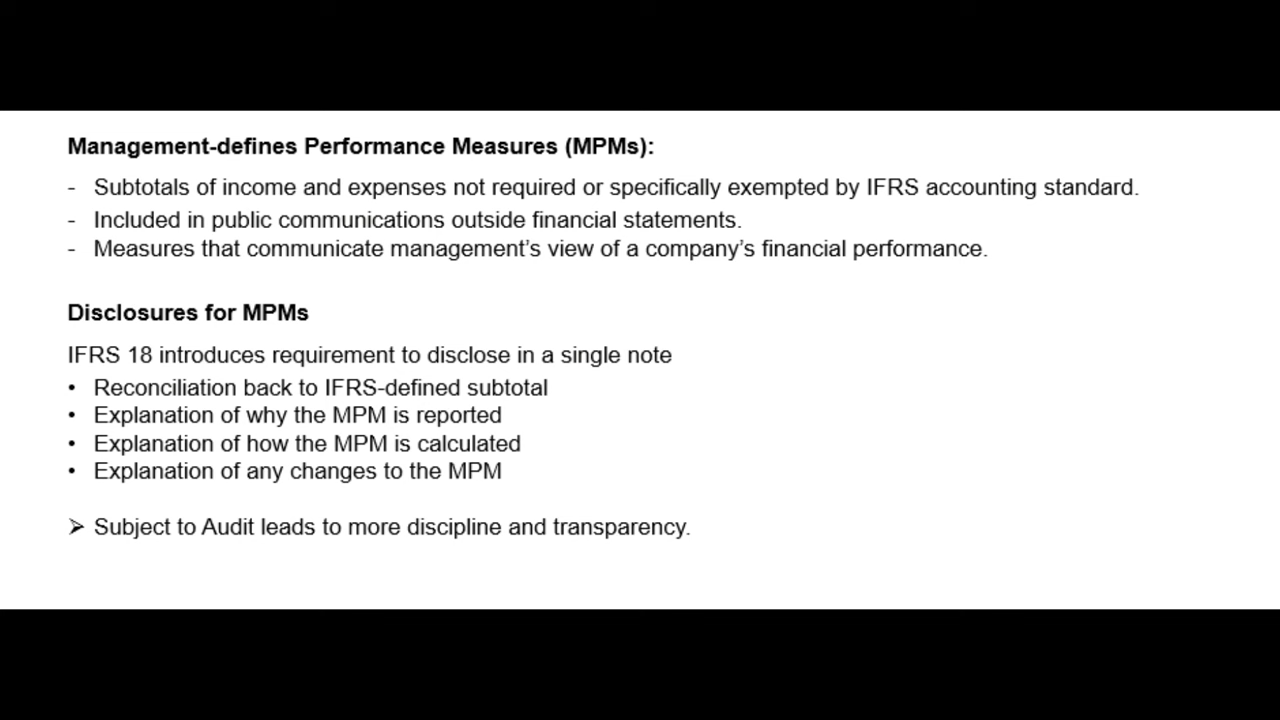 Management-defines Performance Measures (MPMs):
- Subtotals of income and expenses not required or specifically exempted by IFRS accounting standard.
- Included in public communications outside financial statements.
- Measures that communicate management’s view of a company’s financial performance.
Disclosures for MPMs
IFRS 18 introduces requirement to disclose in a single note
• Reconciliation back to IFRS-defined subtotal
• Explanation of why the MPM is reported
• Explanation of how the MPM is calculated
• Explanation of any changes to the MPM
➢ Subject to Audit leads to more discipline and transparency.